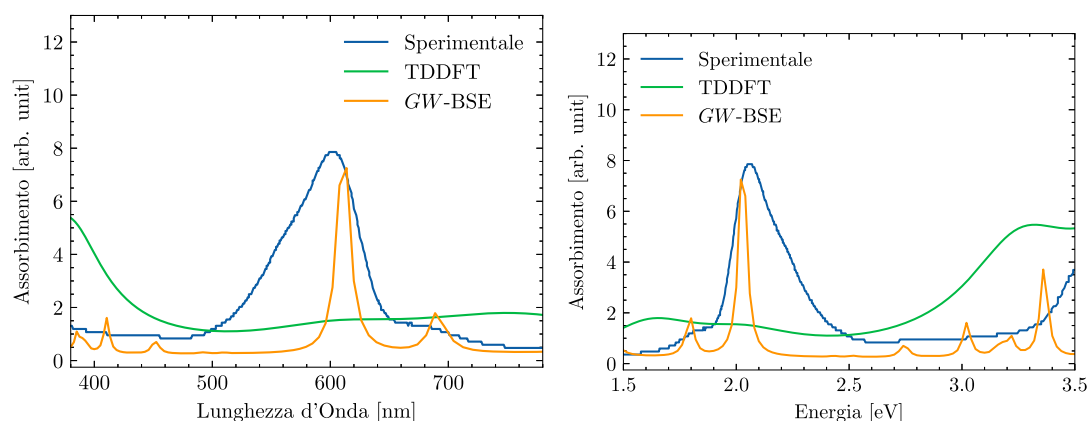 12
10
8
6
4
2
0
400
500
600
700
Assorbimento [arb. unit]
Lunghezza d'Onda [nm]
Sperimentale
TDDFT
GW-BSE
12
10
8
6
4
2
0
1.5
2.0
2.5
3.0
3.5
Assorbimento [arb. unit]
Energia [eV]
Sperimentale
TDDFT
GW-BSE